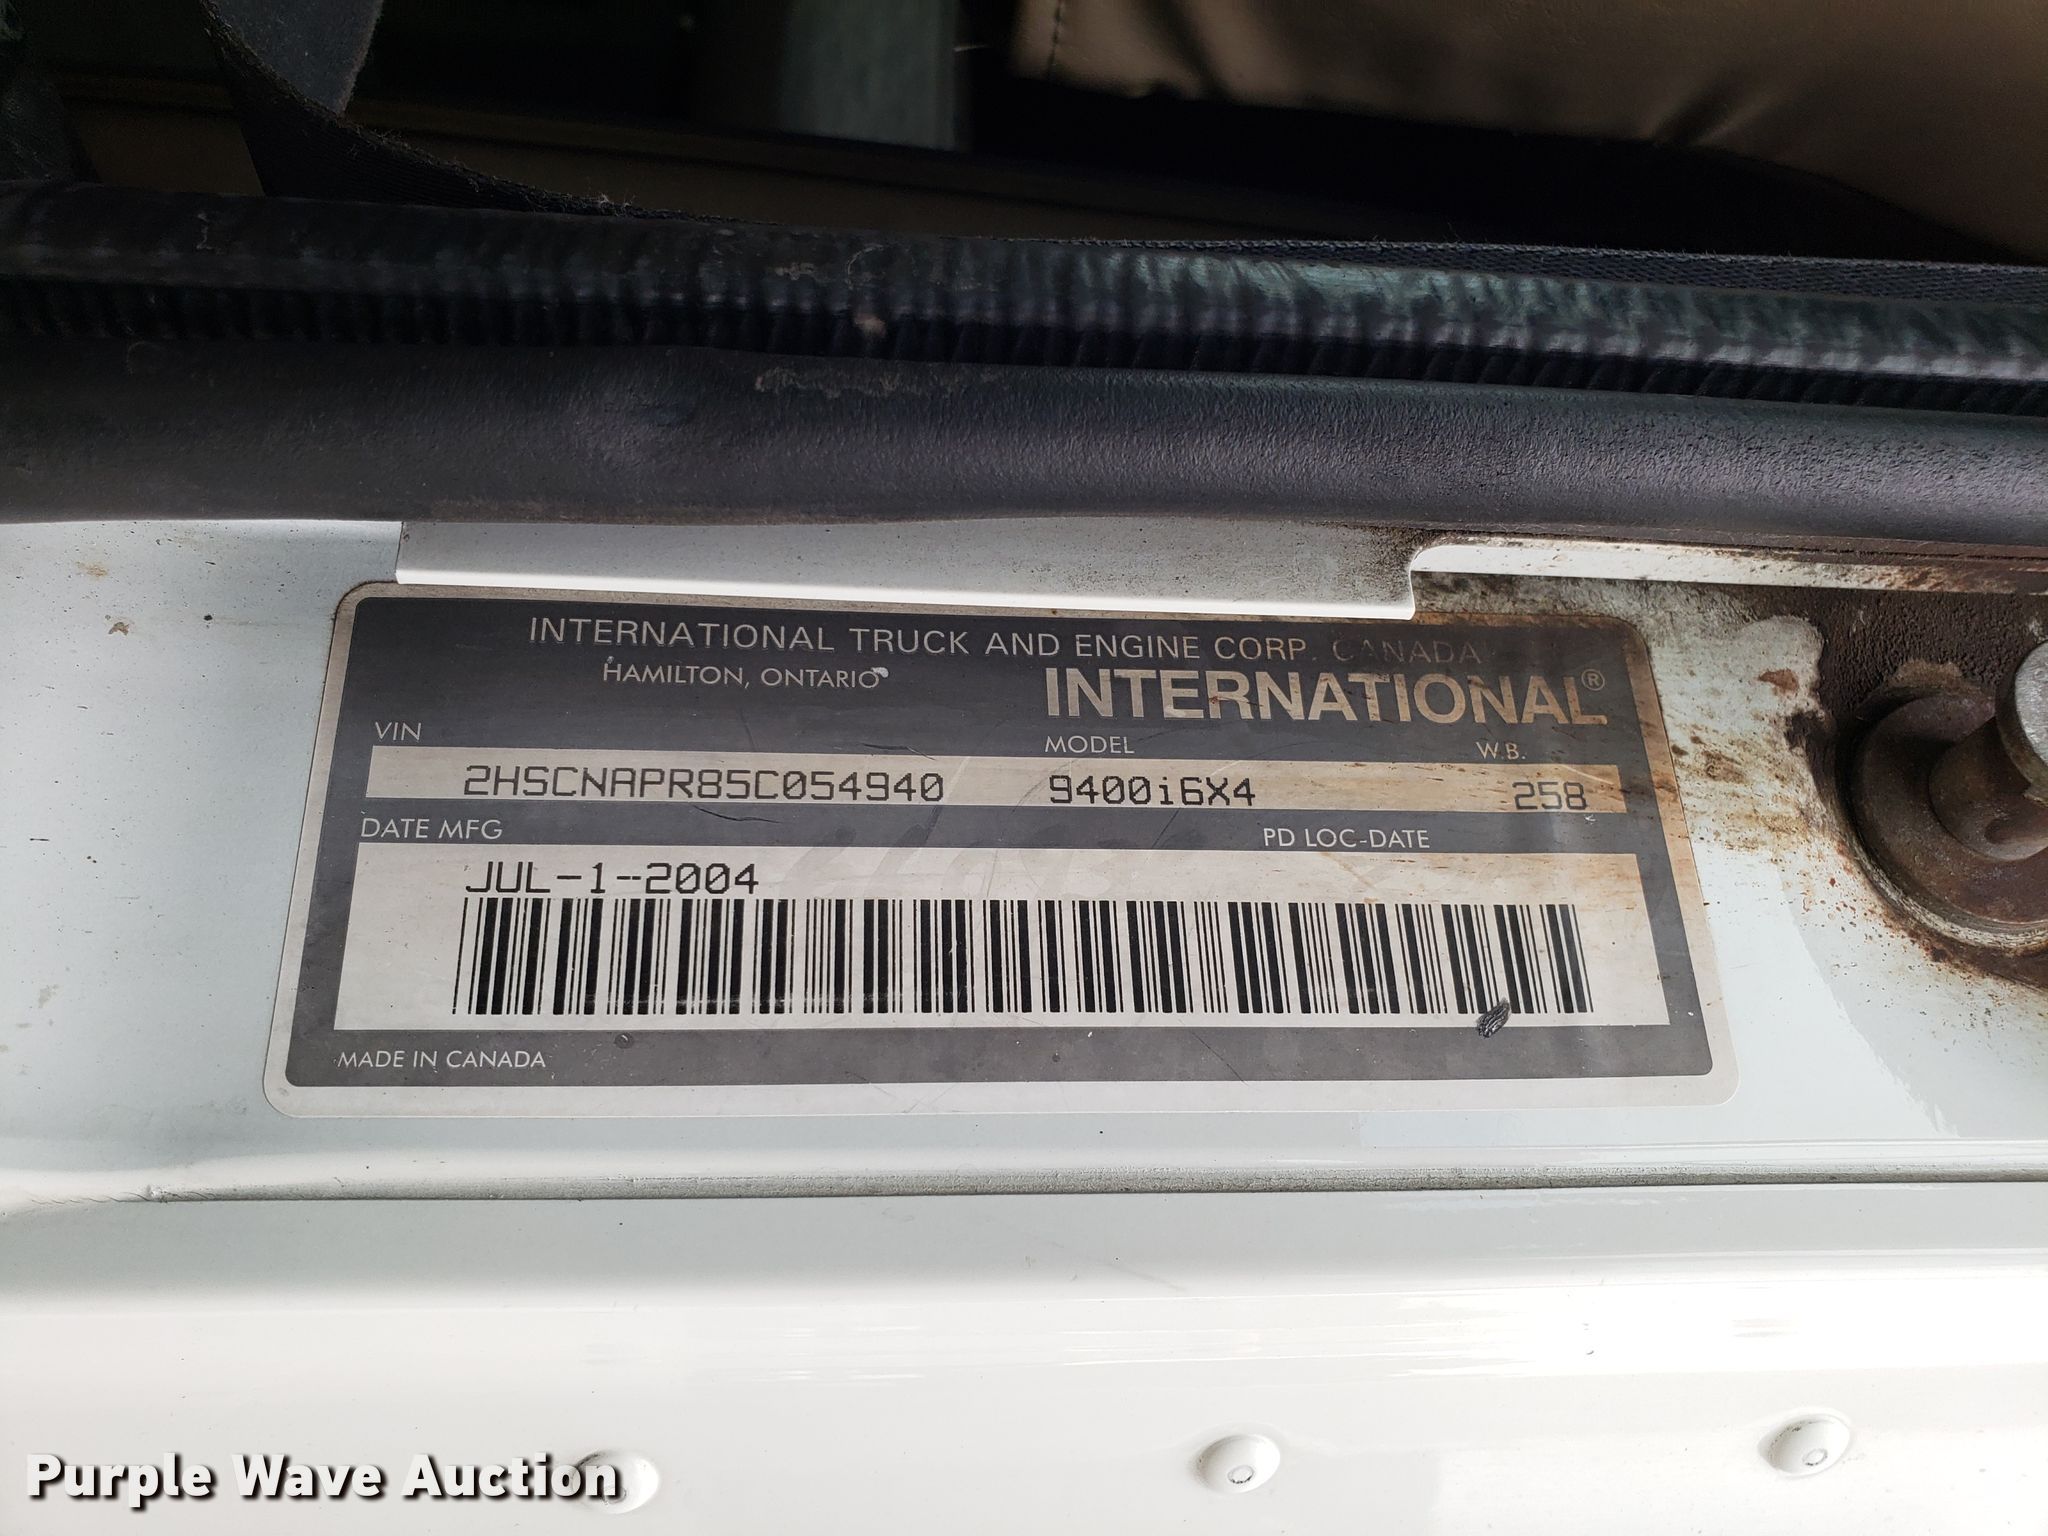 INTERNATIONAL TRUCK AND ENGINE CORP. CANADA
HAMILTON, ONTARIO
INTERNATIONAL®
VIN MODEL W.B.
2HSCNAPR85C054940 9400i6X4 258
DATE MFG PD LOC-DATE
JUL-1-2004
MADE IN CANADA
Purple Wave Auction